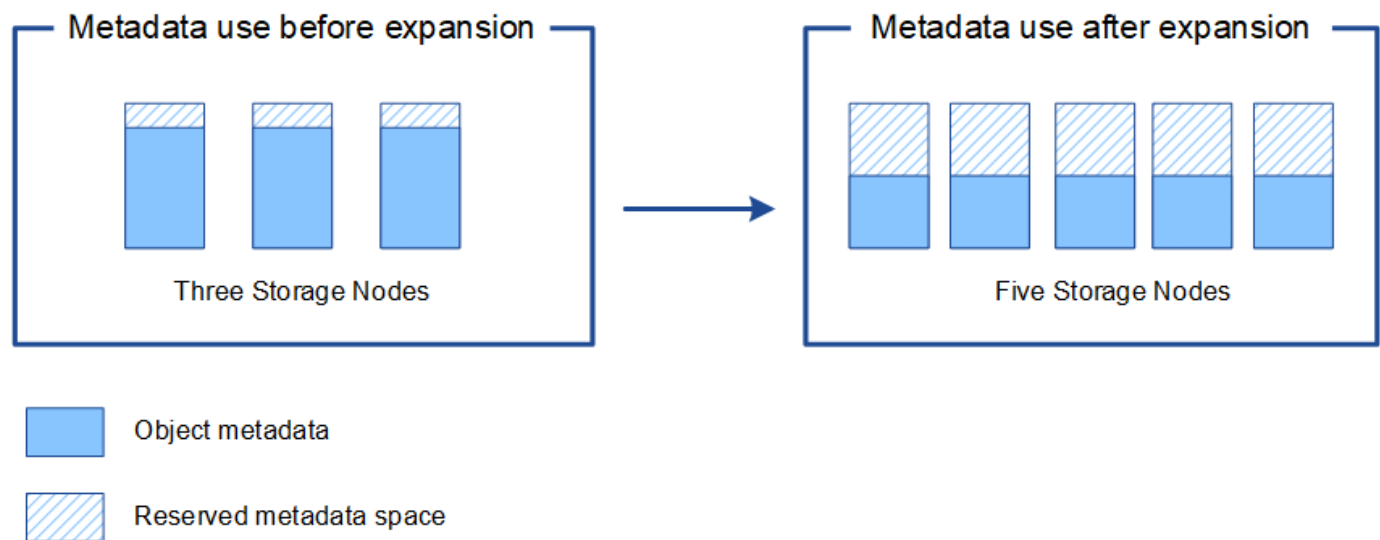 Metadata use before expansion
Metadata use after expansion
Three Storage Nodes
Five Storage Nodes
Object metadata
Reserved metadata space